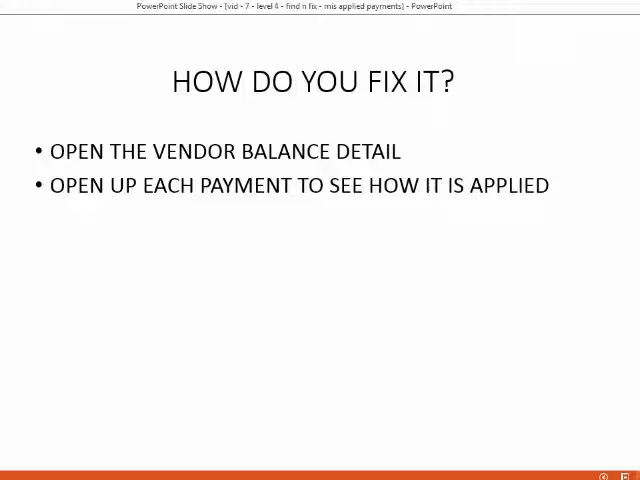 PowerPoint Slide Show - [vid - 7 - level 4 - find n fix - mis applied payments] - PowerPoint
HOW DO YOU FIX IT?
• OPEN THE VENDOR BALANCE DETAIL
• OPEN UP EACH PAYMENT TO SEE HOW IT IS APPLIED